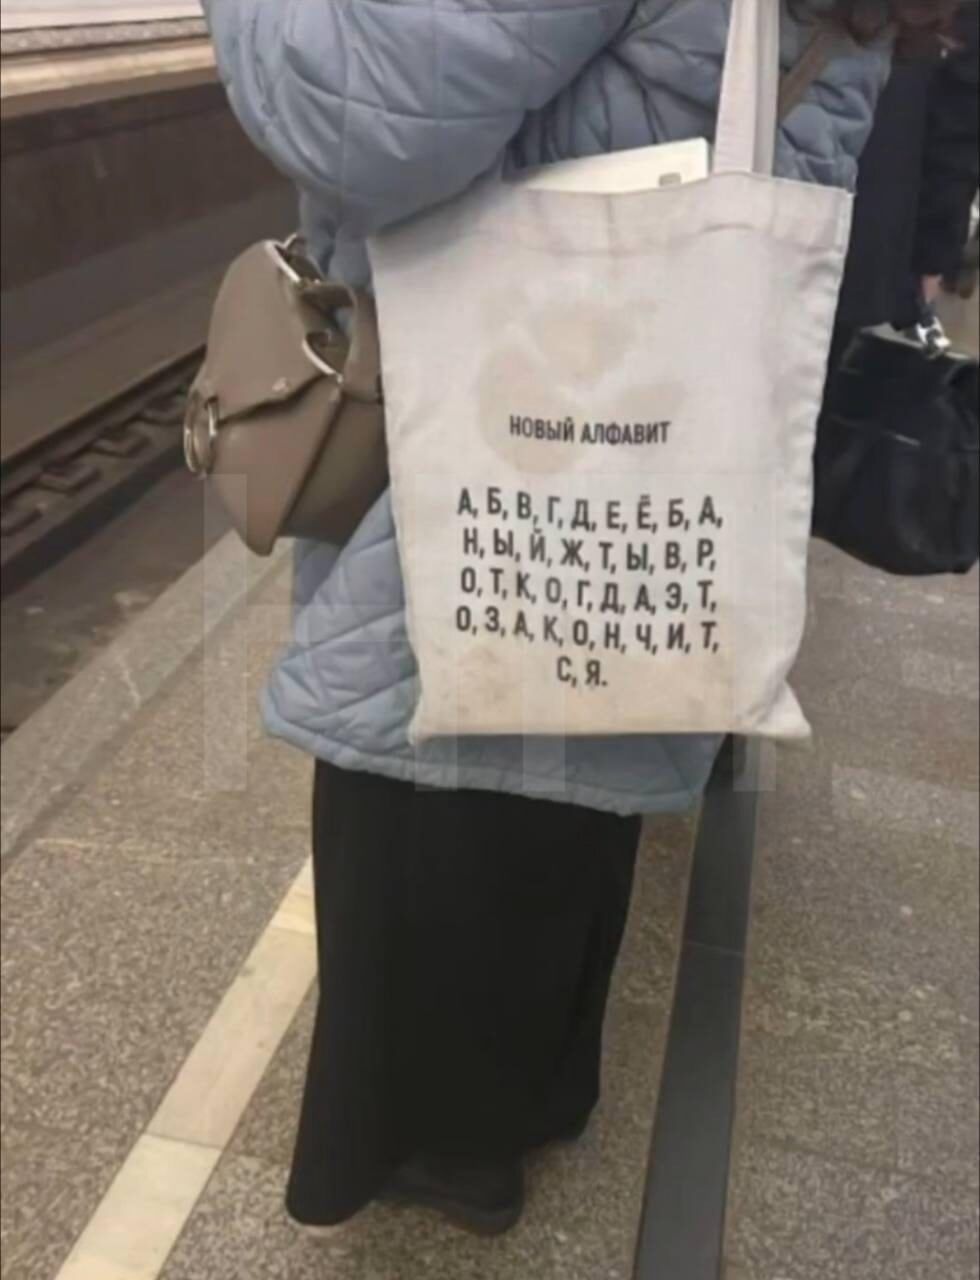 НОВЫЙ АЛФАВИТ
А, Б, В, Г, Д, Е, Ё, Б, А,
Н, Ы, Й, Ж, Т, Ы, В, Р,
О, Т, К, О, Г, Д, А, Э, Т,
О, З, А, К, О, Н, Ч, И, Т,
С, Я.